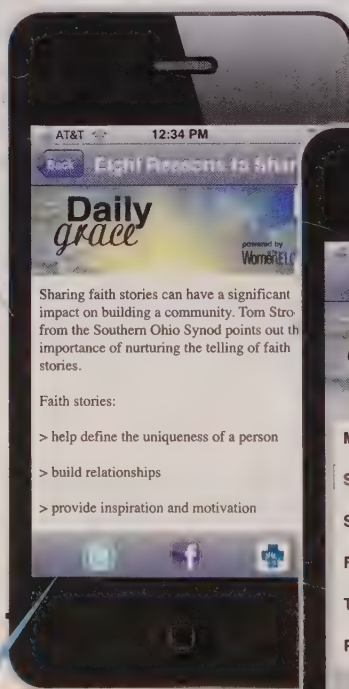 AT&T 12:34 PM
Back Eight Reasons to Shar
Daily
grace
powered by
WomenELC
Sharing faith stories can have a significant
impact on building a community. Tom Stro
from the Southern Ohio Synod points out th
importance of nurturing the telling of faith
stories.
Faith stories:
> help define the uniqueness of a person
> build relationships
> provide inspiration and motivation
M
S
S
F
T
F